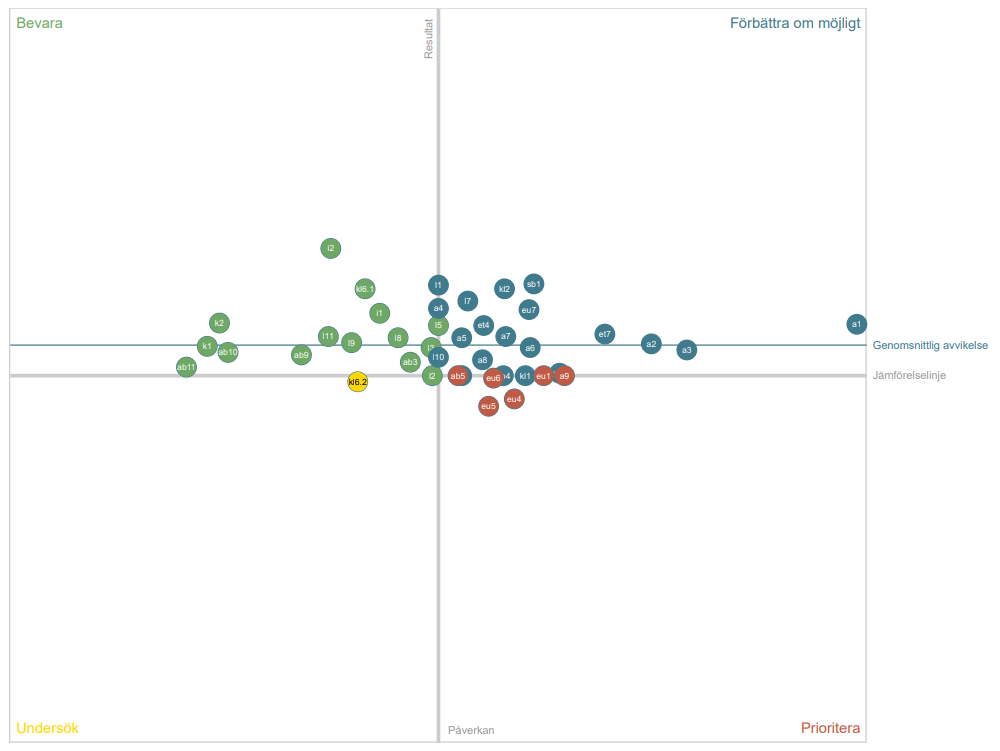 Bevara
Resultat
Förbättra om möjligt
i2
kl6.1
l1
l7
kl2
sb1
i1
a4
eu7
k2
l5
et4
a1
l11
l9
l8
a5
a7
et7
k1
ab10
a6
a2
a3
Genomsnittlig avvikelse
ab9
l10
ab11
ab3
a8
kl6.2
l2
ab5
eu6
kl1
eu1
a9
Jämförelselinje
eu5
eu4
Undersök
Påverkan
Prioritera